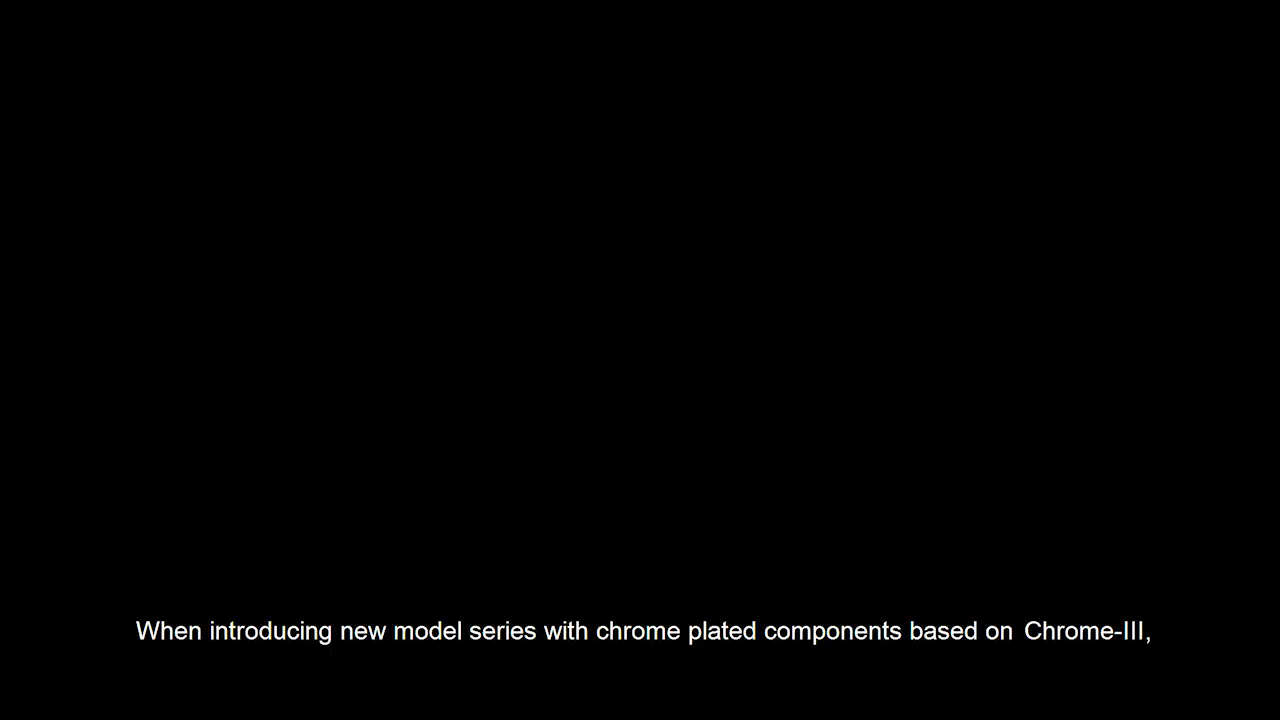 When introducing new model series with chrome plated components based on Chrome-III,